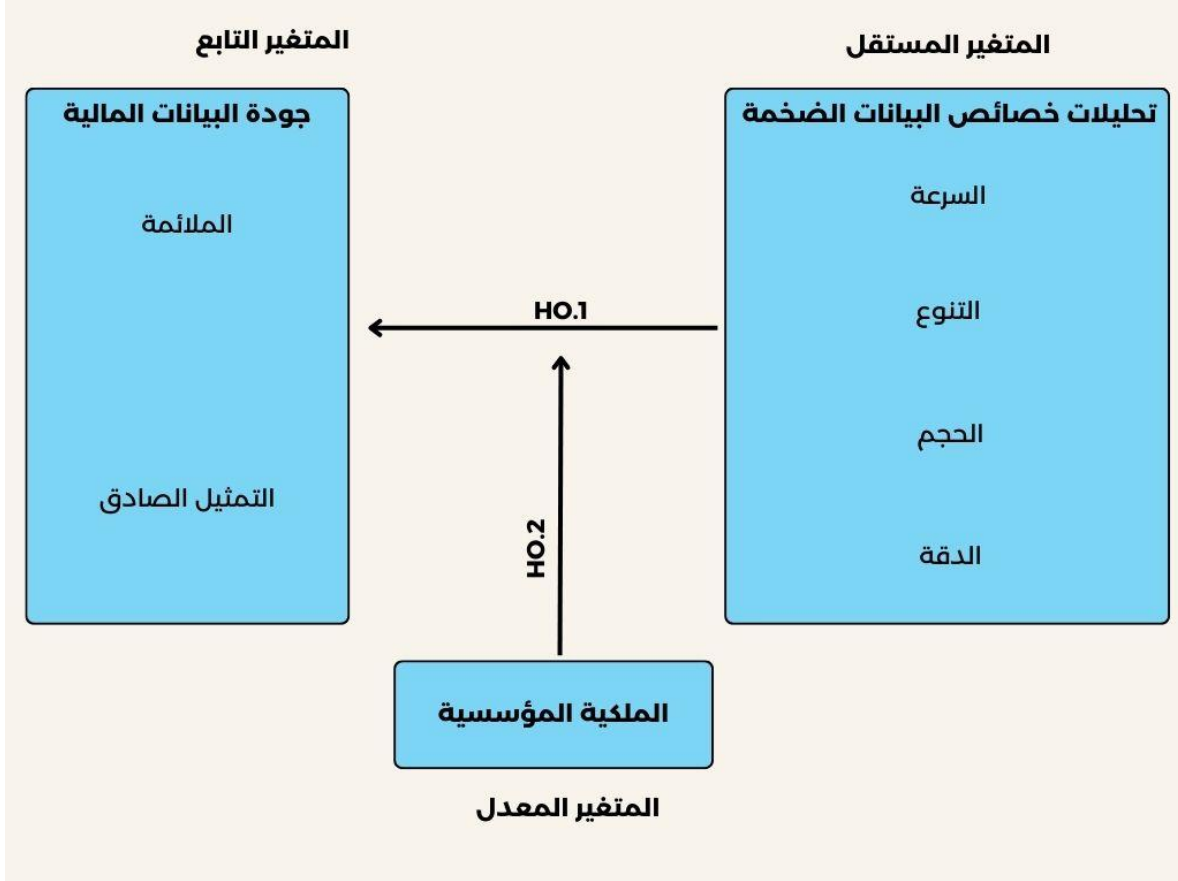 المتغير المستقل
تحليلات خصائص البيانات الضخمة
السرعة
التنوع
الحجم
الدقة
المتغير التابع
جودة البيانات المالية
الملائمة
التمثيل الصادق
HO.1
HO.2
الملكية المؤسسية
المتغير المعدل